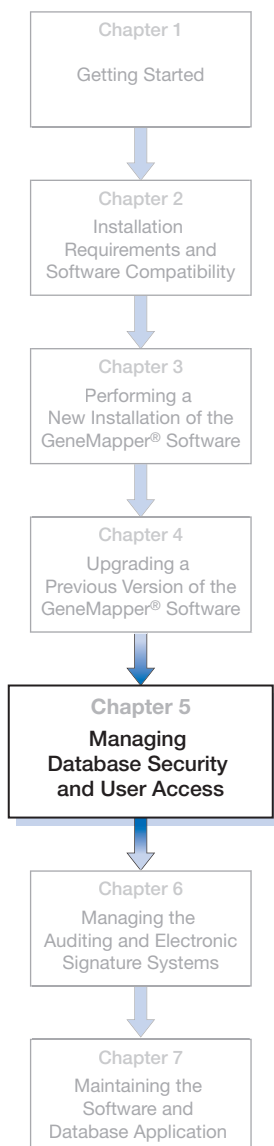 Chapter 1
Getting Started
Chapter 2
Installation
Requirements and
Software Compatibility
Chapter 3
Performing a
New Installation of the
GeneMapper® Software
Chapter 4
Upgrading a
Previous Version of the
GeneMapper® Software
Chapter 5
Managing
Database Security
and User Access
Chapter 6
Managing the
Auditing and Electronic
Signature Systems
Chapter 7
Maintaining the
Software and
Database Application